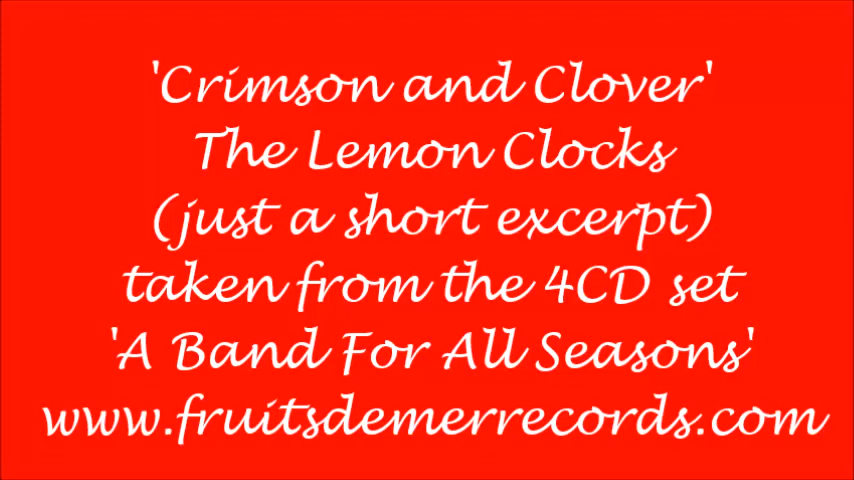 'Crimson and Clover'
The Lemon Clocks
(just a short excerpt)
taken from the 4CD set
'A Band For All Seasons'
www.fruitsdemerrecords.com